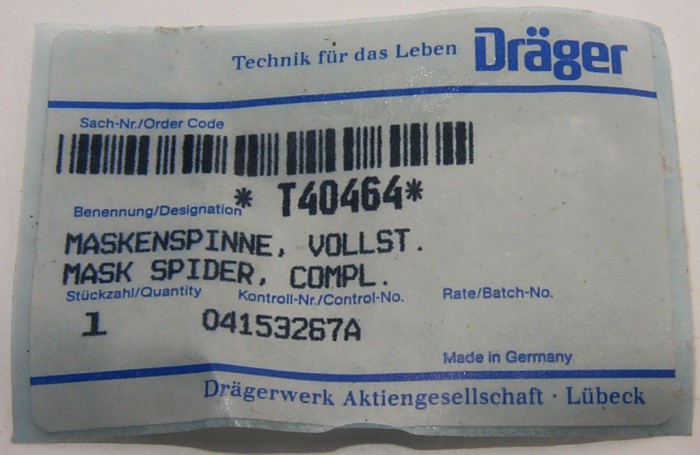 Technik für das Leben Dräger
Sach-Nr./Order Code
* T40464*
Benennung/Designation
MASKENSPINNE, VOLLST.
MASK SPIDER, COMPL.
Stückzahl/Quantity Kontroll-Nr./Control-No. Rate/Batch-No.
1 04153267A
Made in Germany
Drägerwerk Aktiengesellschaft · Lübeck